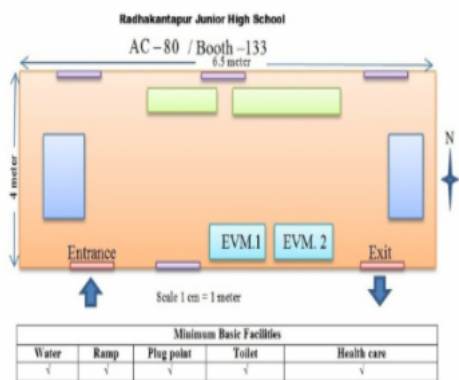 Radhakantapur Junior High School
AC – 80 / Booth –133
6.5 meter
4 meter
N
EVM.1 EVM. 2
Entrance Exit
Scale 1 cm = 1 meter
Minimum Basic Facilities
Water Ramp Plug point Toilet Health care
√ √ √ √ √